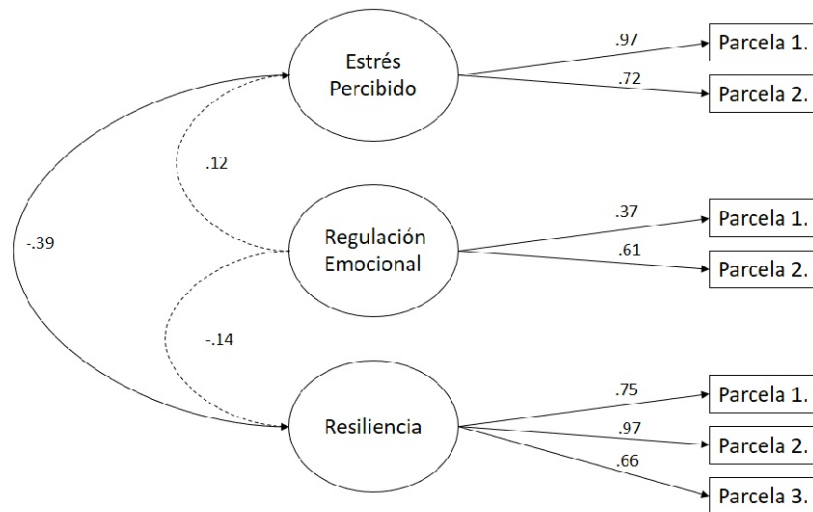 .97
Parcela 1.
Estrés
Percibido
.72
Parcela 2.
.12
.37
Parcela 1.
-.39
Regulación
Emocional
.61
Parcela 2.
-.14
.75
Parcela 1.
Resiliencia
.97
Parcela 2.
.66
Parcela 3.